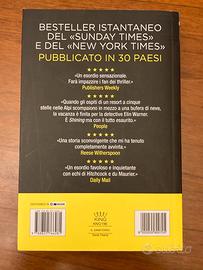 BESTSELLER ISTANTANEO
DEL «SUNDAY TIMES»
E DEL «NEW YORK TIMES»
PUBBLICATO IN 30 PAESI
★★★★★
«Un esordio sensazionale.
Farà impazzire i fan dei thriller.»
Publishers Weekly
★★★★★
«Quando gli ospiti di un resort a cinque
stelle nelle Alpi scompaiono in mezzo a una bufera di neve,
la vacanza è finita per la detective Elin Warner.
È Shining ma con il tutto esaurito.»
People
★★★★★
«Una storia sconvolgente che mi ha
tenuto completamente avvinta.»
Reese Witherspoon
★★★★★
«Un esordio favoloso e inquietante
con echi di Hitchcock e du Maurier.»
Daily Mail
KING
subito.it